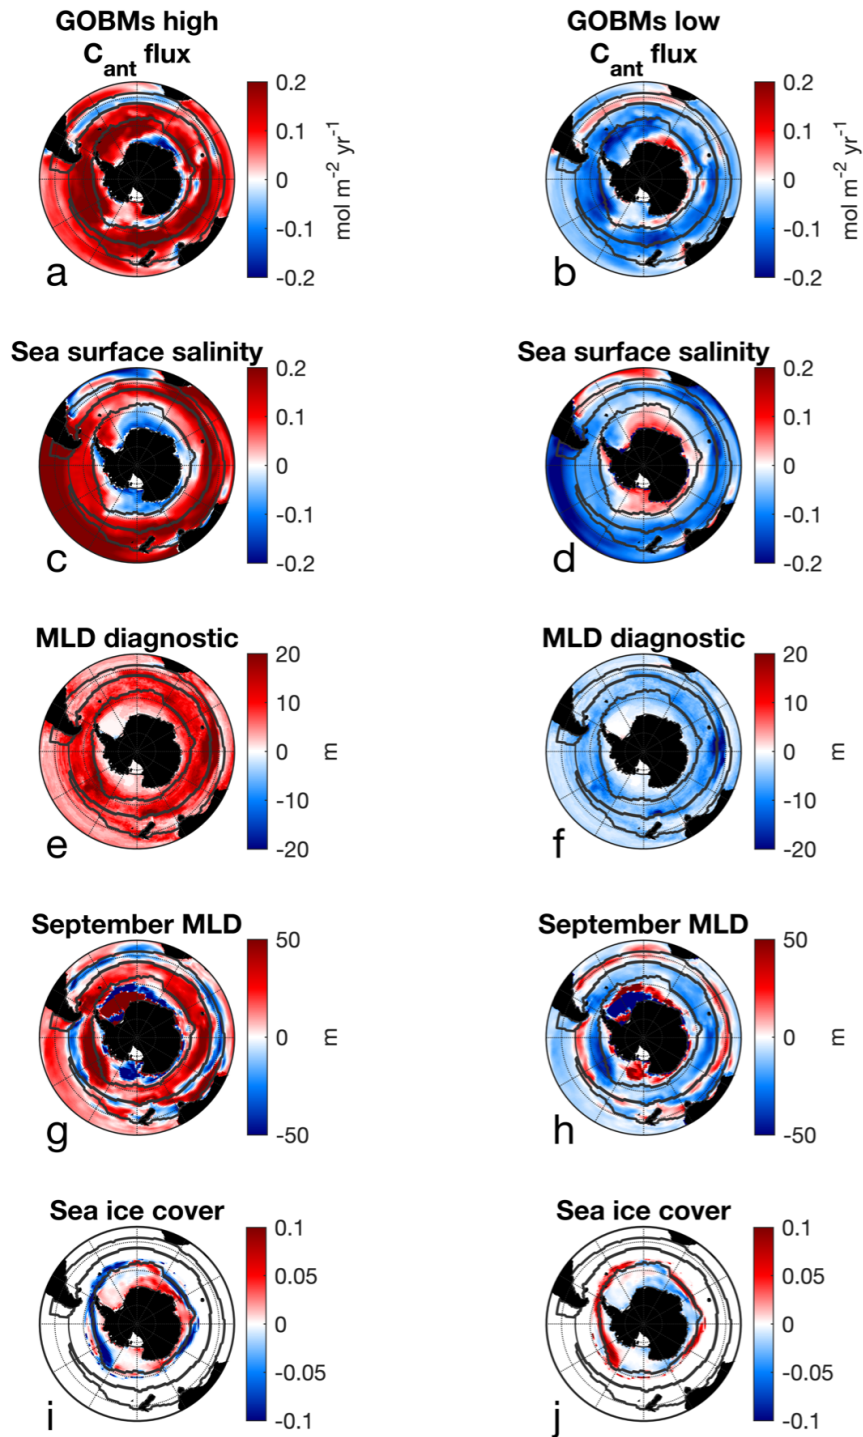 GOBMs high
C_ant flux
GOBMs low
C_ant flux
0.2
0.1
0
-0.1
-0.2
mol m⁻² yr⁻¹
a
0.2
0.1
0
-0.1
-0.2
mol m⁻² yr⁻¹
b
Sea surface salinity
0.2
0.1
0
-0.1
-0.2
c
Sea surface salinity
0.2
0.1
0
-0.1
-0.2
d
MLD diagnostic
20
10
0
-10
-20
m
e
MLD diagnostic
20
10
0
-10
-20
m
f
September MLD
50
0
-50
m
g
September MLD
50
0
-50
m
h
Sea ice cover
0.1
0.05
0
-0.05
-0.1
i
Sea ice cover
0.1
0.05
0
-0.05
-0.1
j